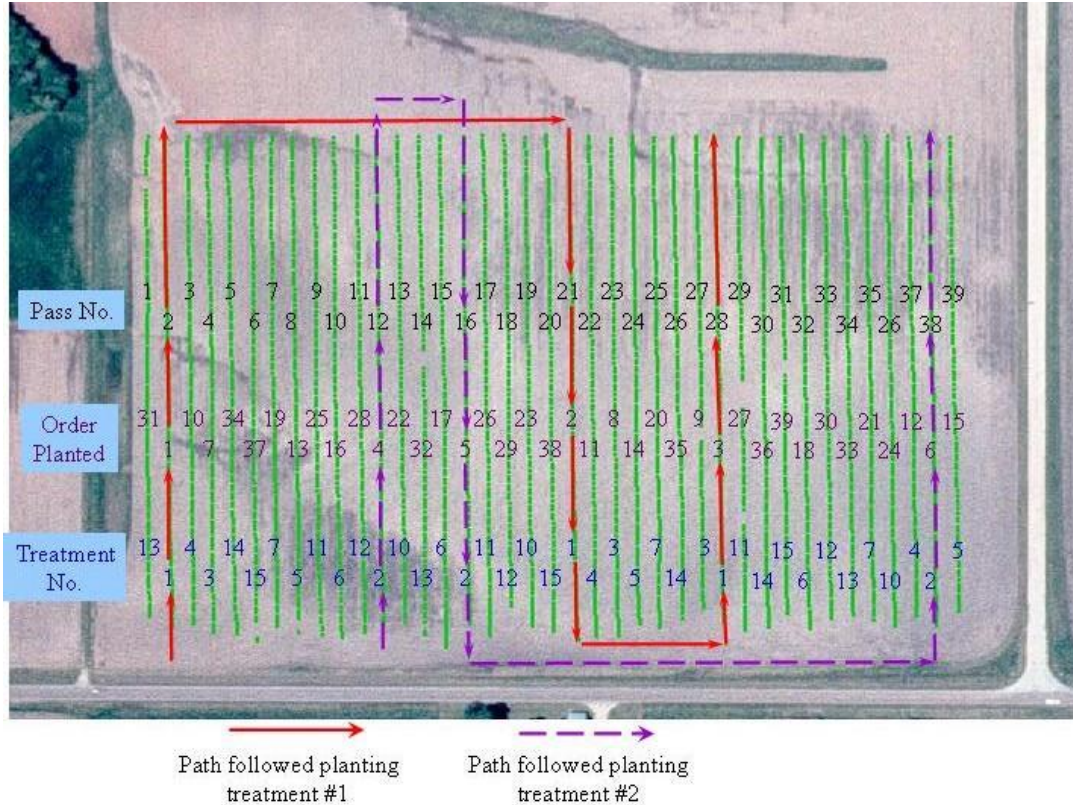 1 3 5 7 9 11 13 15 17 19 21 23 25 27 29 31 33 35 37 39
Pass No.
2 4 6 8 10 12 14 16 18 20 22 24 26 28 30 32 34 26 38
Order
31 10 34 19 25 28 22 17 26 23 2 8 20 9 27 39 30 21 12 15
Planted
1 7 37 13 16 4 32 5 29 38 11 14 35 3 36 18 33 24 6
Treatment
13 4 14 7 11 12 10 6 11 10 1 3 7 3 11 15 12 7 4 5
No.
1 3 15 5 6 2 13 2 12 15 4 5 14 1 14 6 13 10 2
Path followed planting
treatment #1
Path followed planting
treatment #2